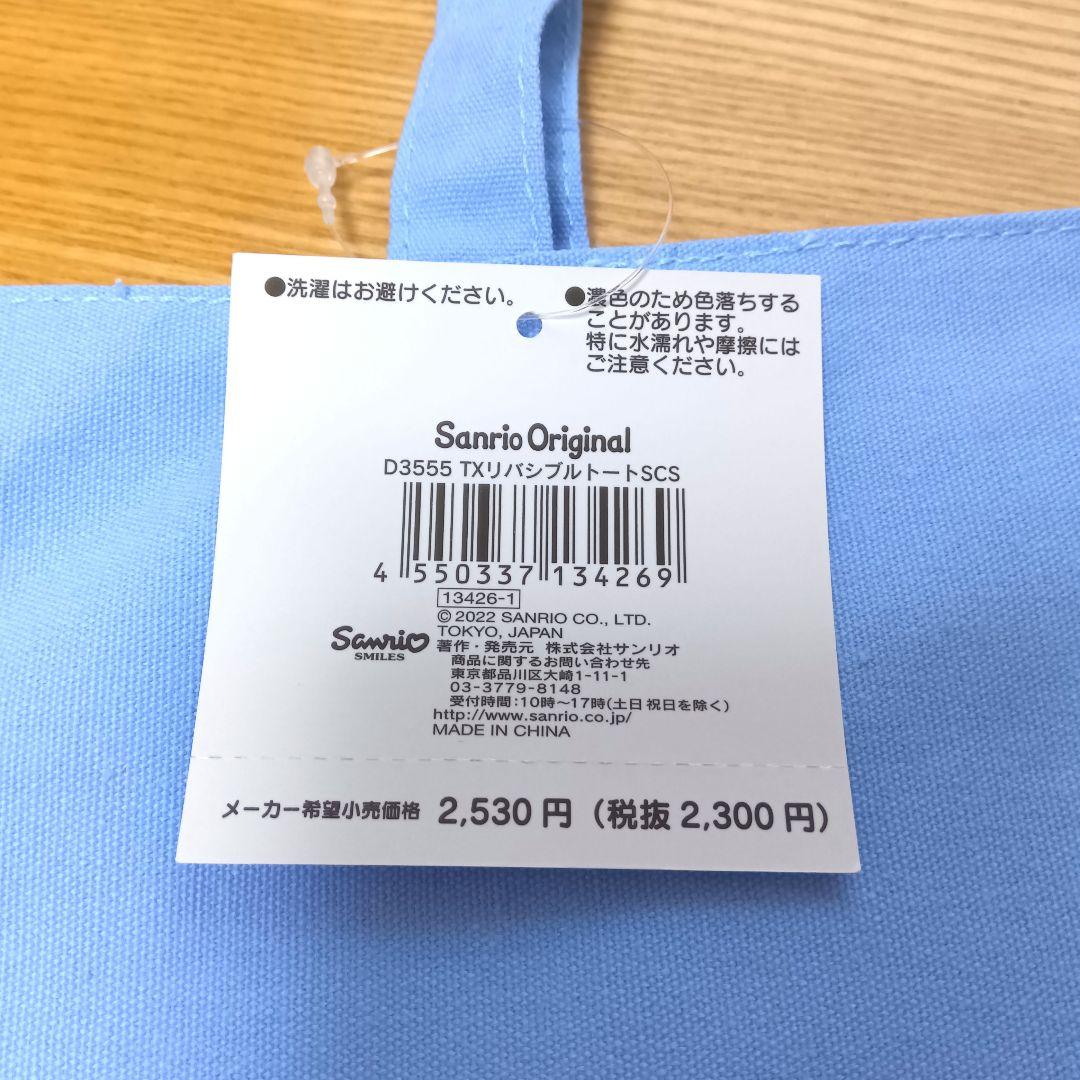 ●洗濯はお避けください。
●濃色のため色落ちする
ことがあります。
特に水濡れや摩擦には
ご注意ください。
Sanrio Original
D3555 TXリバシブルトートSCS
4 550337 134269
13426-1
© 2022 SANRIO CO., LTD.
TOKYO, JAPAN
Sanrio
SMILES
著作・発売元 株式会社サンリオ
商品に関するお問い合わせ先
東京都品川区大崎1-11-1
03-3779-8148
受付時間：10時〜17時(土日祝日を除く)
http://www.sanrio.co.jp/
MADE IN CHINA
メーカー希望小売価格 2,530円（税抜2,300円）